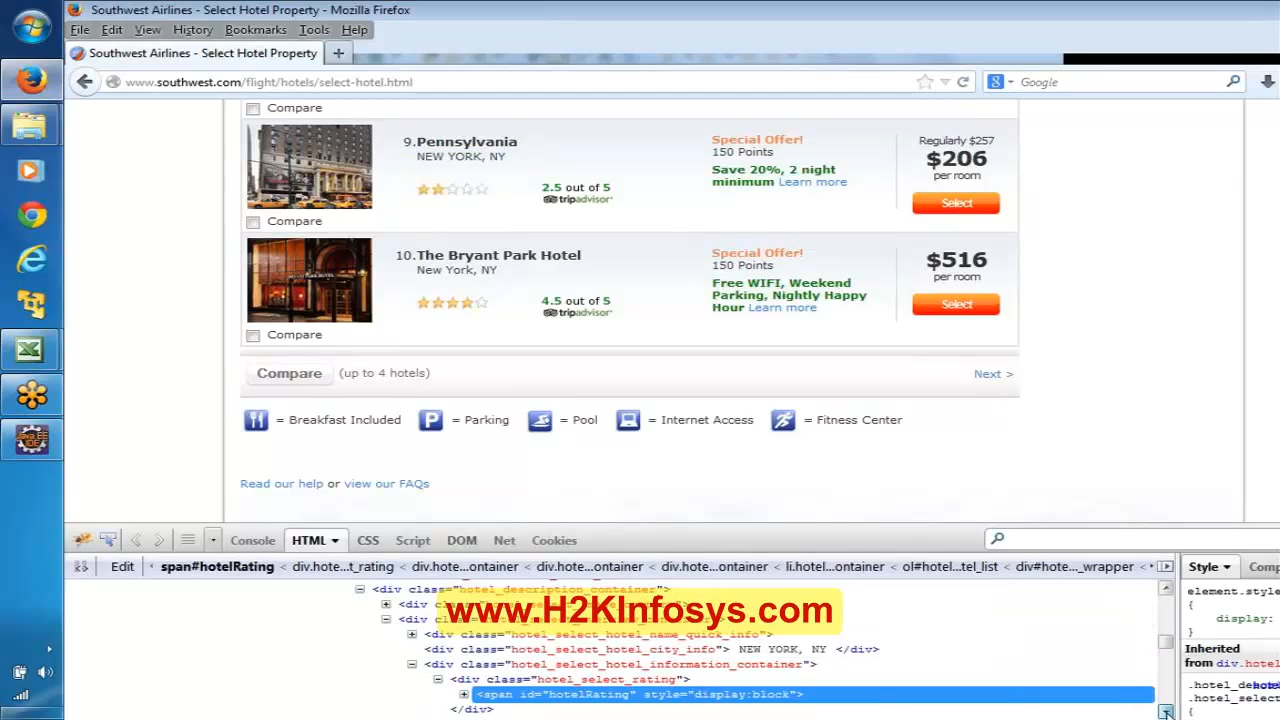 Southwest Airlines - Select Hotel Property - Mozilla Firefox
File Edit View History Bookmarks Tools Help
Southwest Airlines - Select Hotel Property +
www.southwest.com/flight/hotels/select-hotel.html
Google
Compare
9.Pennsylvania
NEW YORK, NY
2.5 out of 5
tripadvisor
Special Offer!
150 Points
Save 20%, 2 night
minimum Learn more
Regularly $257
$206
per room
Select
Compare
10.The Bryant Park Hotel
New York, NY
4.5 out of 5
tripadvisor
Special Offer!
150 Points
Free WIFI, Weekend
Parking, Nightly Happy
Hour Learn more
$516
per room
Select
Compare
Compare (up to 4 hotels)
Next >
= Breakfast Included = Parking = Pool = Internet Access = Fitness Center
Read our help or view our FAQs
Console HTML CSS Script DOM Net Cookies
Edit span#hotelRating < div.hote...t_rating < div.hote...ontainer < div.hote...ontainer < div.hote...ontainer < li.hotel...ontainer < ol#hotel...tel_list < div#hote..._wrapper
Style
<div class="hotel_description_container">
<div
www.H2KInfosys.com
<div
<div class="hotel_select_hotel_name_quick_info">
<div class="hotel_select_hotel_city_info"> NEW YORK, NY </div>
<div class="hotel_select_hotel_information_container">
<div class="hotel_select_rating">
<span id="hotelRating" style="display:block">
</div>
element.style
{
display:
}
Inherited
from div.hotel
.hotel_select
{